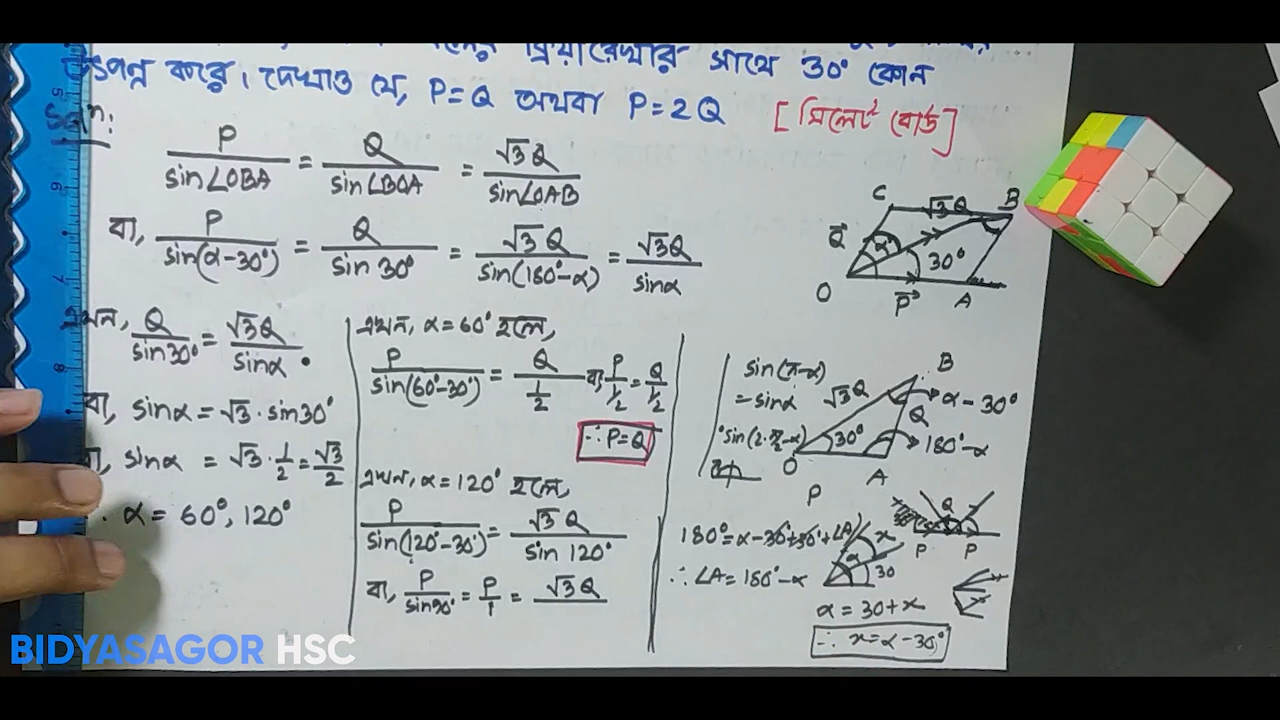 ক্রিয়ারেখার সাথে 30° কোন
উৎপন্ন করে। দেখাও যে, P=Q অথবা P=2Q [সিলেট বোর্ড]
Solⁿ:
P/sin∠OBA = Q/sin∠BOA = √3Q/sin∠OAB
বা, P/sin(α-30°) = Q/sin 30° = √3Q/sin(180°-α) = √3Q/sinα
এখন, Q/sin30° = √3Q/sinα
বা, sinα = √3·sin30°
বা, sinα = √3·1/2 = √3/2
∴ α = 60°, 120°
এখন, α=60° হলে,
P/sin(60°-30°) = Q/1/2 বা, P/1/2 = Q/1/2
∴ P=Q
এখন, α=120° হলে,
P/sin(120°-30°) = √3Q/sin 120°
বা, P/sin90° = P/1 = √3Q
C √3Q B
Q α 30°
O P A
sin(π-α)
=sinα
sin(2·π/2-α)
B
√3Q Q α-30°
30° 180°-α
O A
P
180°=α-30°+30°+∠A
∴ ∠A=180°-α
x
α 30
Q
P P
α=30+x
∴ x=α-30°
BIDYASAGOR HSC